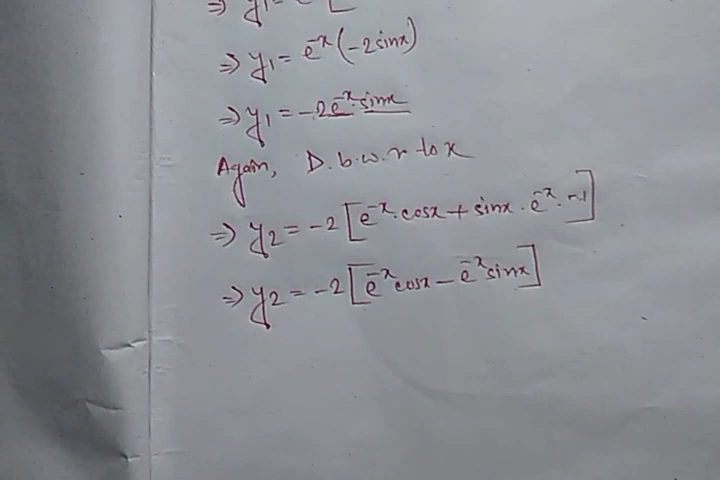 ⇒ y₁ = e⁻ˣ(-2sinx)
⇒ y₁ = -2e⁻ˣ·sinx
Again, D.b.w.r to x
⇒ y₂ = -2[e⁻ˣ·cosx + sinx·e⁻ˣ·-1]
⇒ y₂ = -2[e⁻ˣcosx - e⁻ˣsinx]